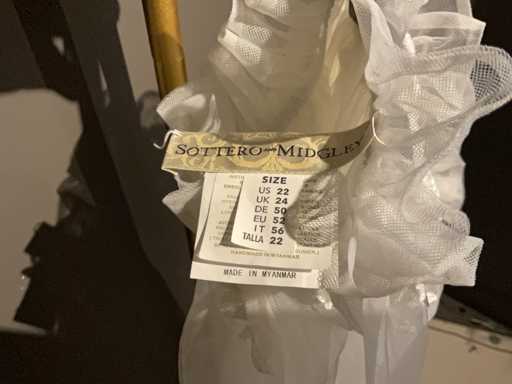 SOTTERO AND MIDGLEY
SIZE
US 22
UK 24
DE 50
EU 52
IT 56
TALLA 22
HANDMADE IN MYANMAR
MADE IN MYANMAR